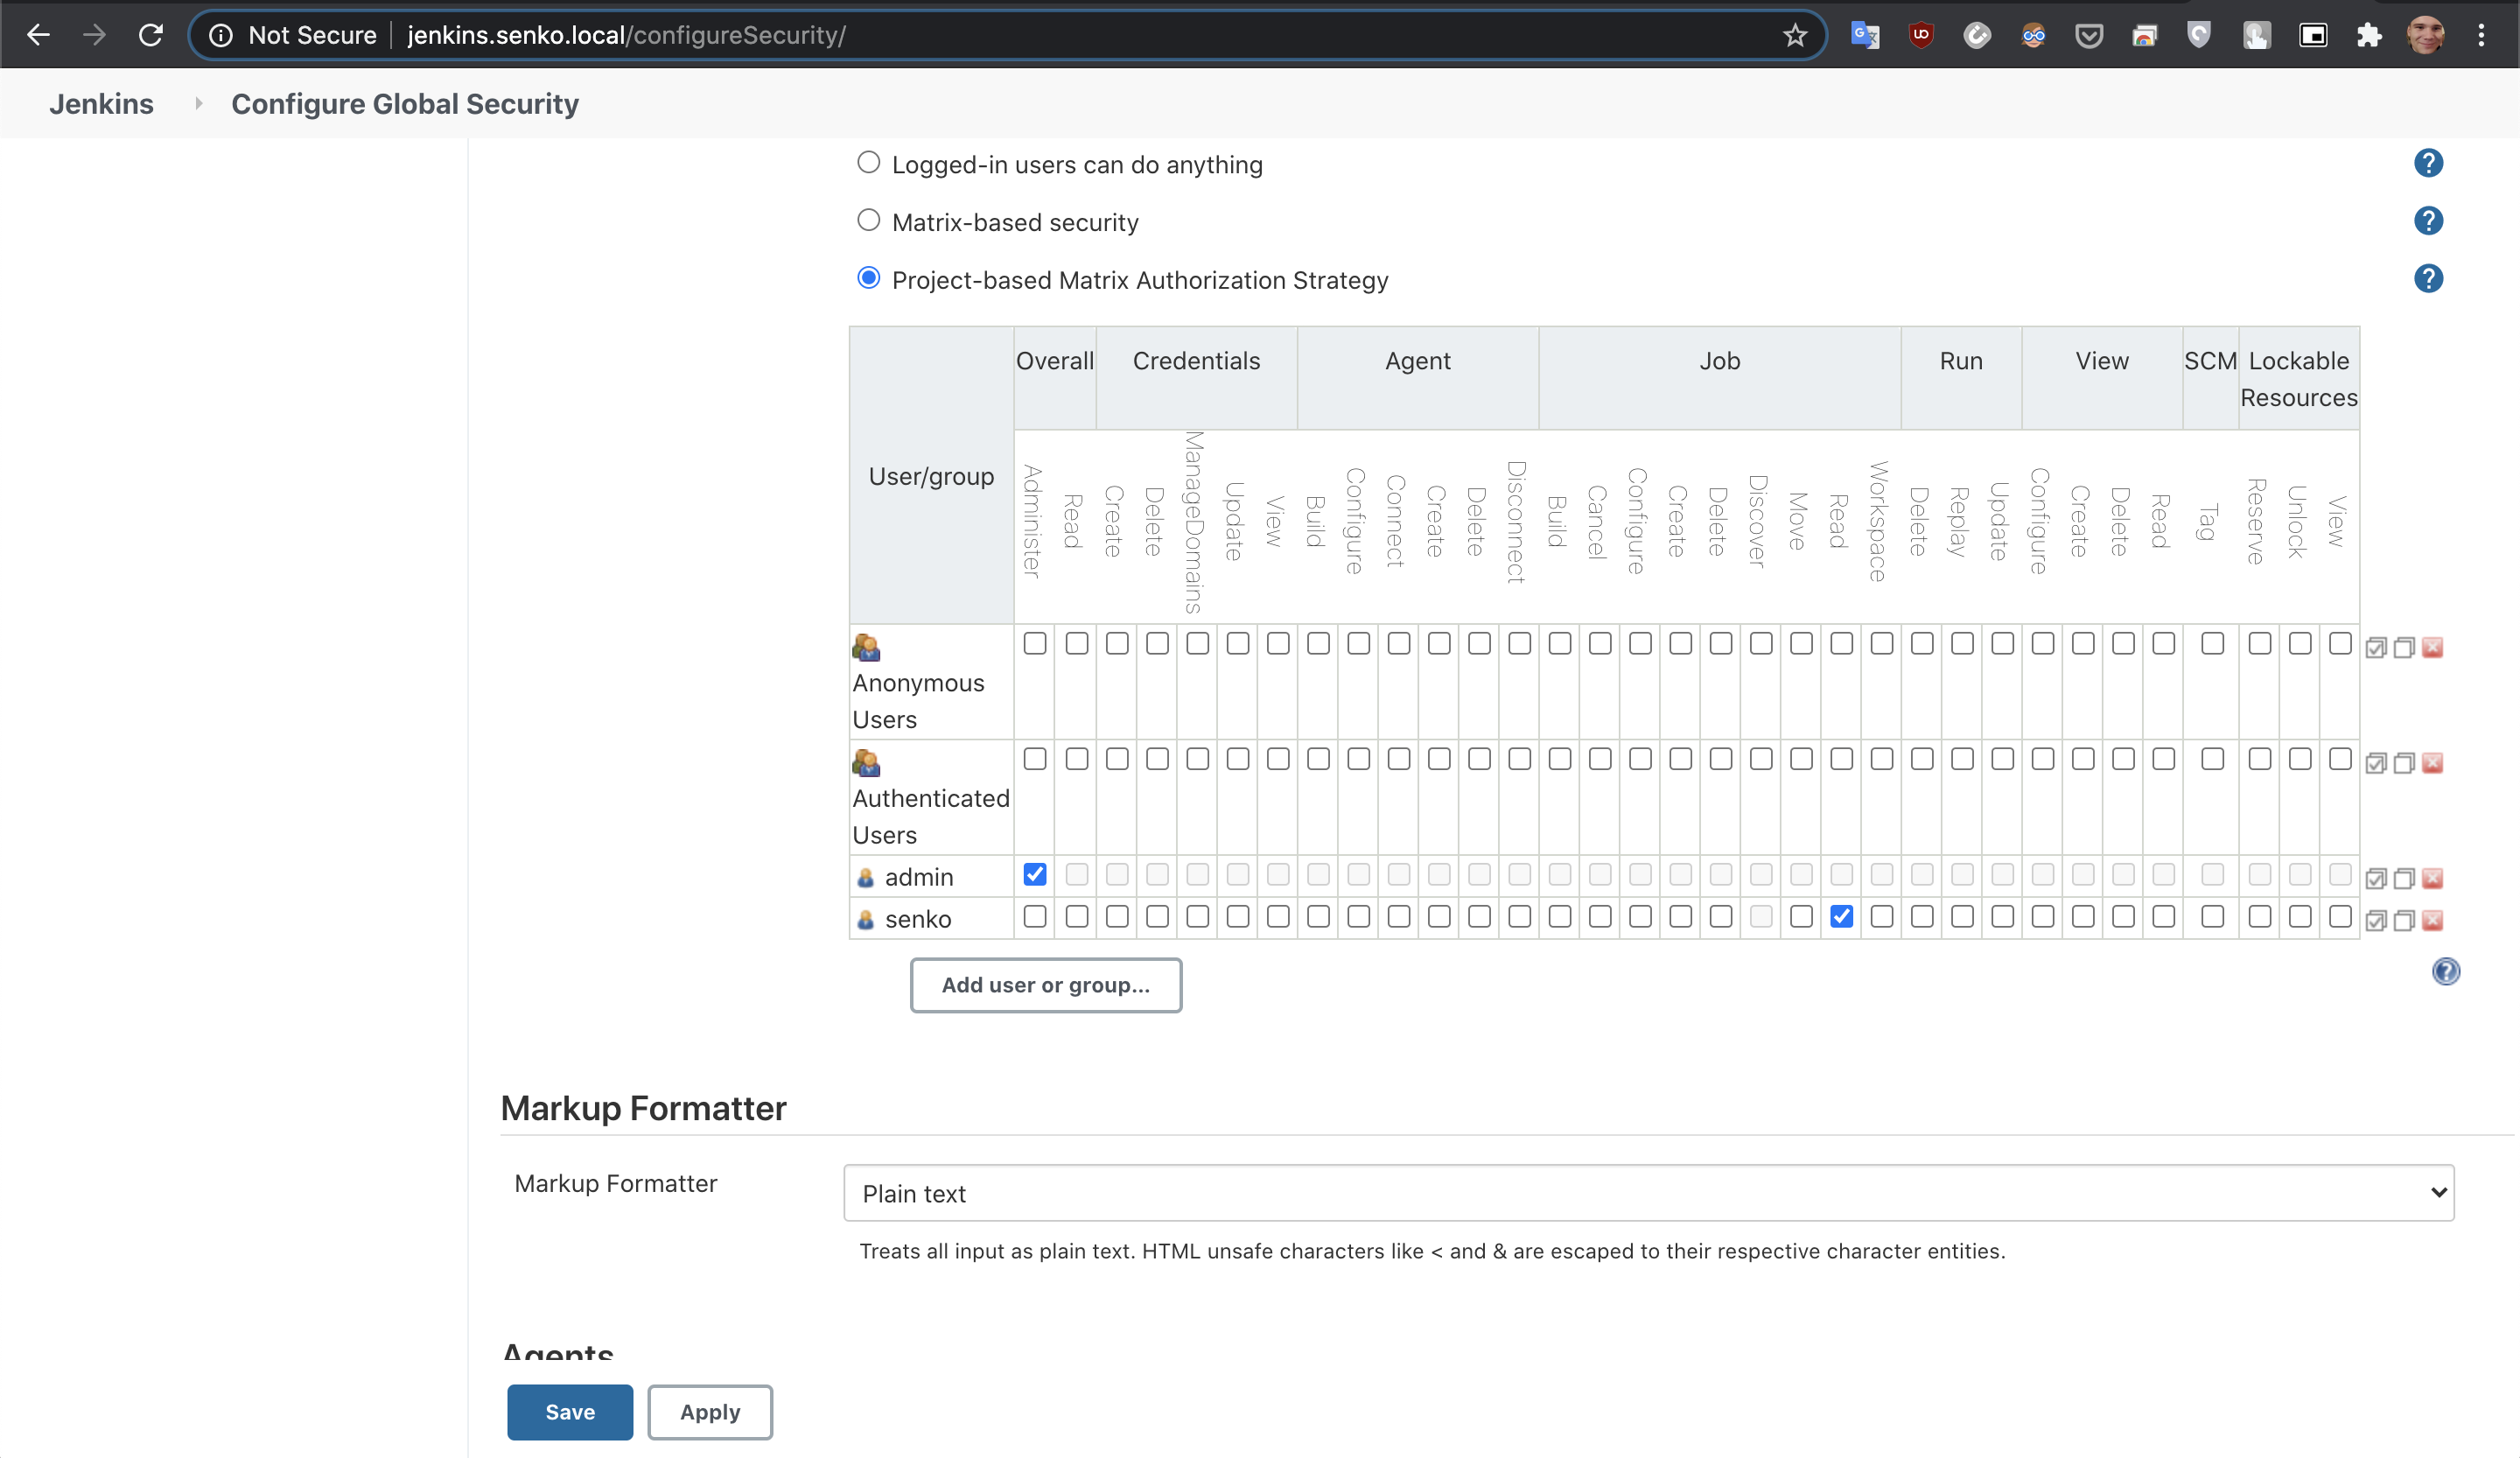 Not Secure jenkins.senko.local/configureSecurity/
Jenkins Configure Global Security
Logged-in users can do anything
Matrix-based security
Project-based Matrix Authorization Strategy
User/group
Overall Credentials Agent Job Run View SCM Lockable
Resources
Administer
Read
Create
Delete
ManageDomains
Update
View
Build
Configure
Connect
Create
Delete
Disconnect
Build
Cancel
Configure
Create
Delete
Discover
Move
Read
Workspace
Delete
Replay
Update
Configure
Create
Delete
Read
Tag
Reserve
Unlock
View
Anonymous
Users
Authenticated
Users
admin
senko
Add user or group...
Markup Formatter
Markup Formatter
Plain text
Treats all input as plain text. HTML unsafe characters like < and & are escaped to their respective character entities.
Agents
Save Apply